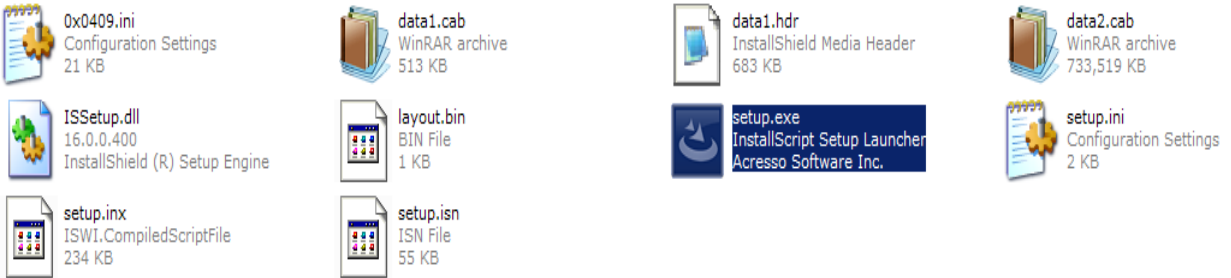 0x0409.ini
Configuration Settings
21 KB
data1.cab
WinRAR archive
513 KB
data1.hdr
InstallShield Media Header
683 KB
data2.cab
WinRAR archive
733,519 KB
ISSetup.dll
16.0.0.400
InstallShield (R) Setup Engine
layout.bin
BIN File
1 KB
setup.exe
InstallScript Setup Launcher
Acresso Software Inc.
setup.ini
Configuration Settings
2 KB
setup.inx
ISWI.CompiledScriptFile
234 KB
setup.isn
ISN File
55 KB